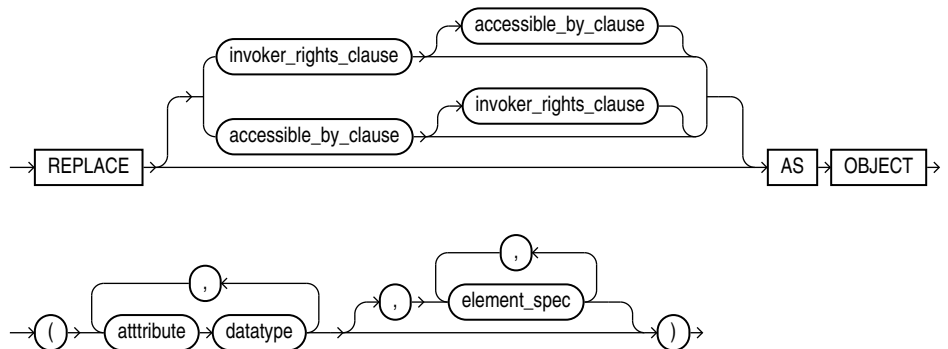 accessible_by_clause
invoker_rights_clause
invoker_rights_clause
accessible_by_clause
REPLACE AS OBJECT
, ,
( atttribute datatype , element_spec )